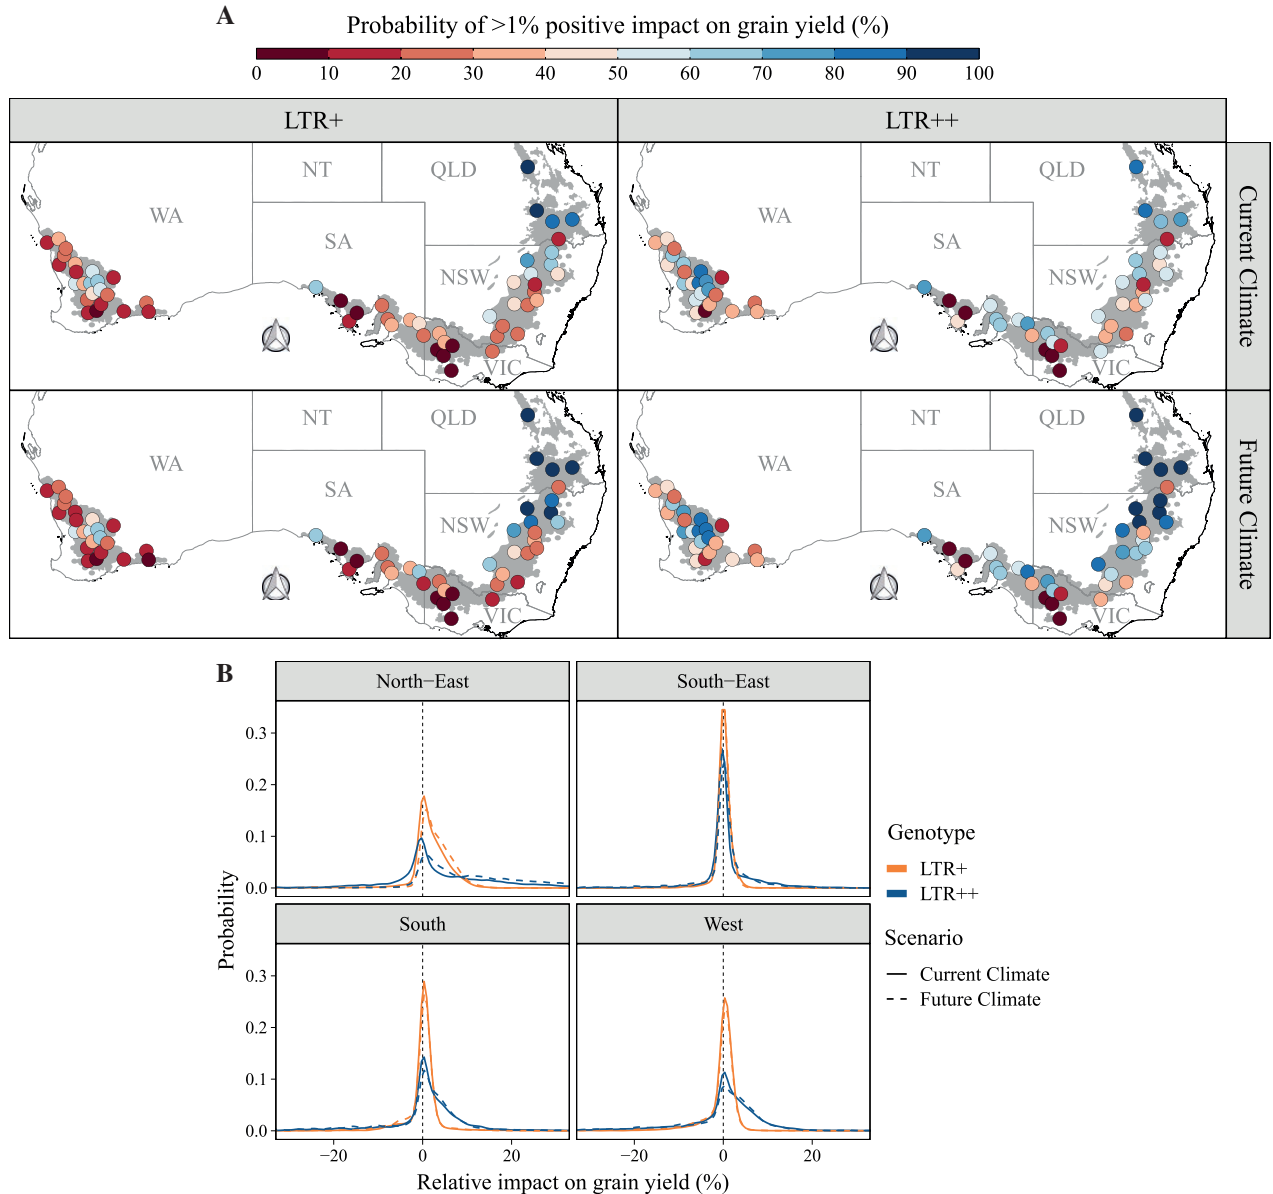 A
Probability of >1% positive impact on grain yield (%)
0 10 20 30 40 50 60 70 80 90 100
LTR+ LTR++
NT QLD NT QLD
WA WA
SA SA
NSW NSW
VIC VIC
Current Climate
NT QLD NT QLD
WA WA
SA SA
NSW NSW
VIC VIC
Future Climate
B
North−East South−East
0.3
0.2
0.1
0.0
South West
0.3
0.2
0.1
0.0
−20 0 20 −20 0 20
Probability
Relative impact on grain yield (%)
Genotype
LTR+
LTR++
Scenario
Current Climate
Future Climate